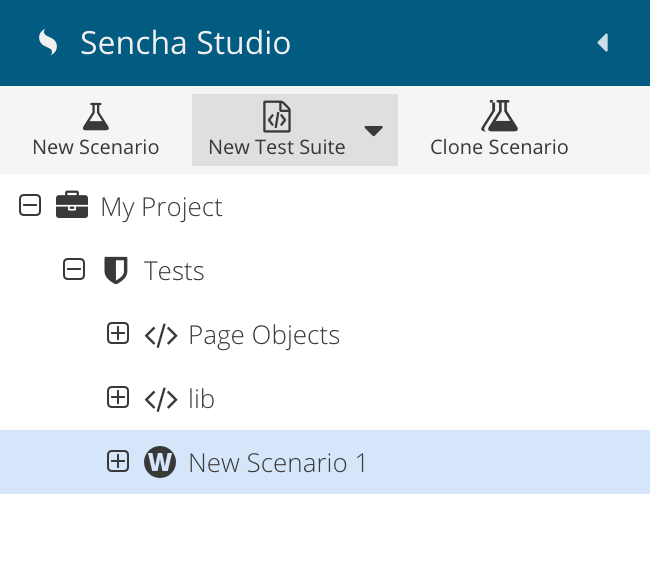 Sencha Studio
New Scenario
New Test Suite
Clone Scenario
My Project
Tests
Page Objects
lib
W New Scenario 1